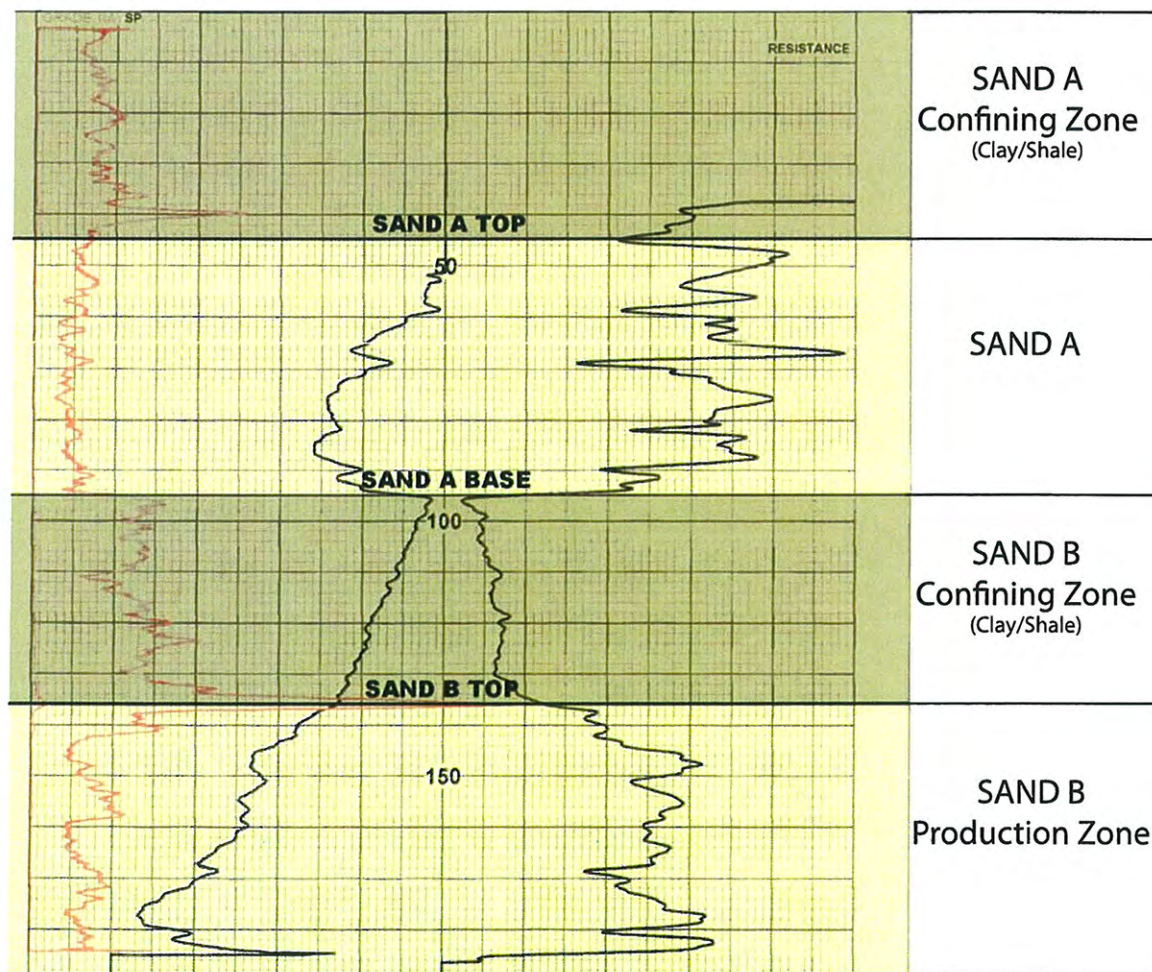 SP
RESISTANCE
SAND A
Confining Zone
(Clay/Shale)
SAND A TOP
50
SAND A
SAND A BASE
100
SAND B
Confining Zone
(Clay/Shale)
SAND B TOP
150
SAND B
Production Zone